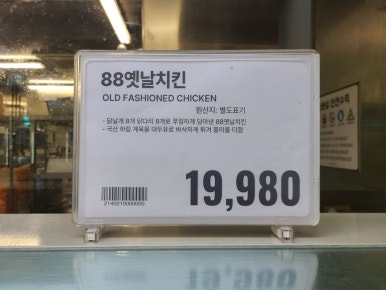 88옛날치킨
OLD FASHIONED CHICKEN
원산지: 별도표기
- 닭날개 8개 닭다리 8개로 푸짐하게 담아낸 88옛날치킨
- 국산 하림 계육을 대두유로 바삭하게 튀겨 풍미를 더함
19,980
2140210000000